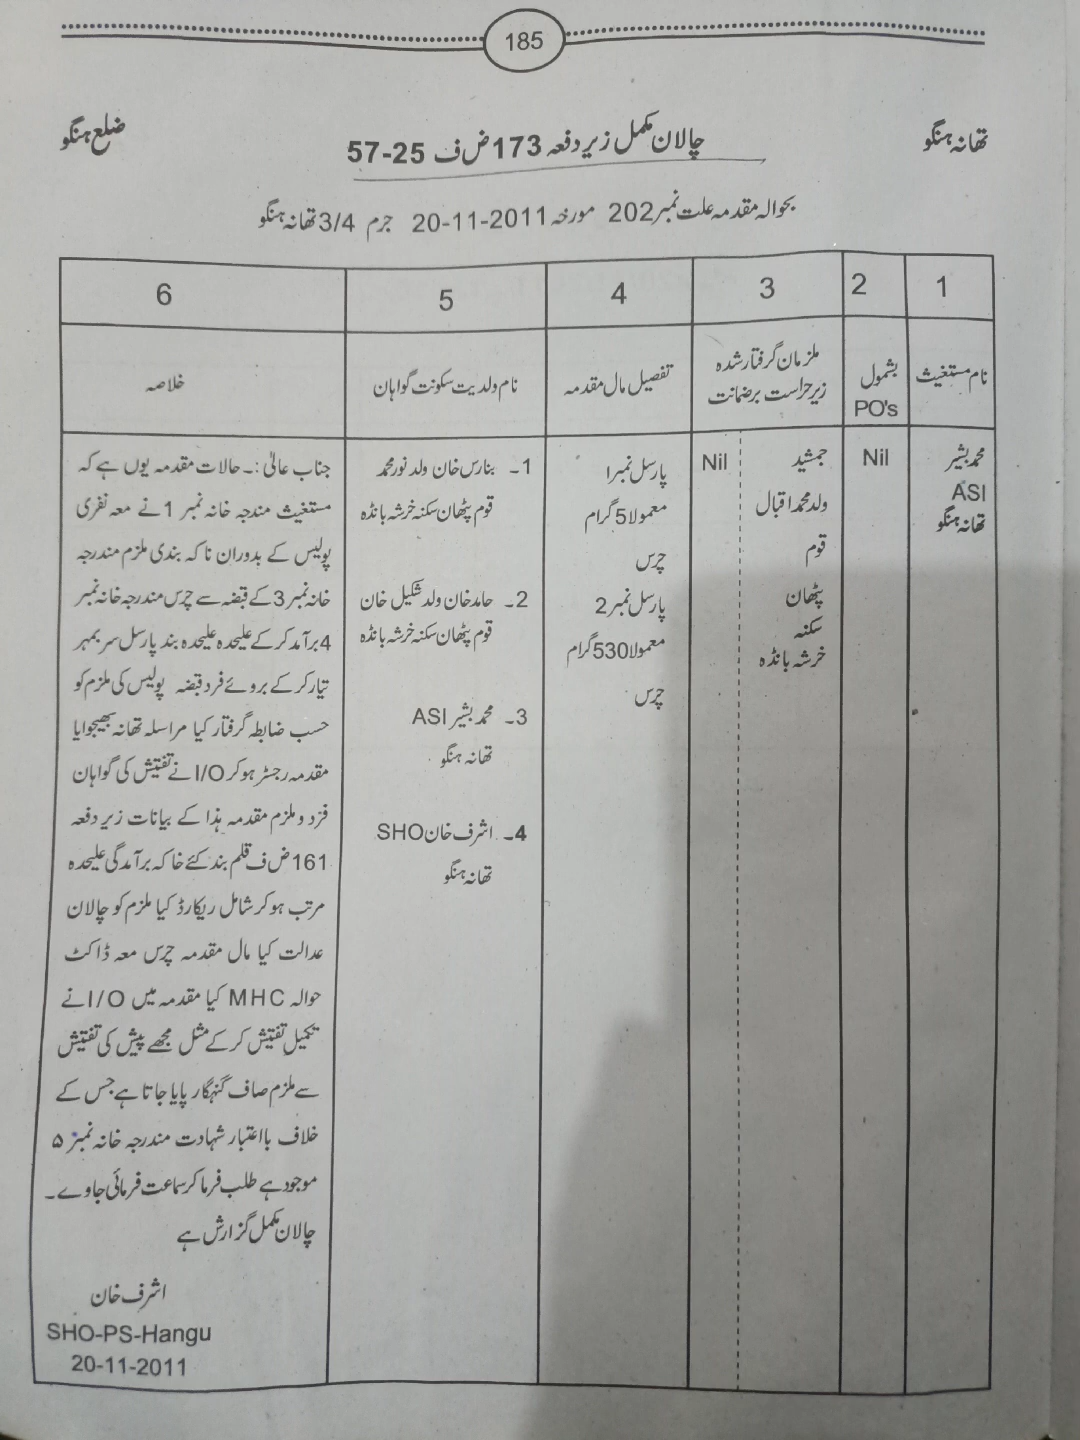 185
تھانہ ہنگو
چالان مکمل زیر دفعہ 173 ض ف 25-57
ضلع ہنگو
بحوالہ مقدمہ علت نمبر 202 مورخہ 20-11-2011 جرم 3/4 تھانہ ہنگو
1
2
3
4
5
6
نام مستغیث
بشمول
PO's
ملزمان گرفتار شدہ
زیر حراست بر ضمانت
تفصیل مال مقدمہ
نام ولدیت سکونت گواہان
خلاصہ
محمد بشیر
ASI
تھانہ ہنگو
Nil
جمشید
ولد محمد اقبال
قوم
پٹھان
سکنہ
خرشہ بانڈہ
Nil
پارسل نمبر ا
معمولا 5 گرام
چرس
پارسل نمبر 2
معمولا 530 گرام
چرس
1۔ بنارس خان ولد نور محمد
قوم پٹھان سکنہ خرشہ بانڈہ
2۔ حامد خان ولد شکیل خان
قوم پٹھان سکنہ خرشہ بانڈہ
3۔ محمد بشیر ASI
تھانہ ہنگو
4۔ اشرف خان SHO
تھانہ ہنگو
جناب عالیٰ :۔ حالات مقدمہ یوں ہے کہ
مستغیث مندجہ خانہ نمبر 1 نے معہ نفری
پولیس کے بدوران ناکہ بندی ملزم مندرجہ
خانہ نمبر 3 کے قبضہ سے چرس مندرجہ خانہ نمبر
4 برآمد کر کے علیحدہ علیحدہ بند پارسل سر بمہر
تیار کر کے بروئے فرد قبضہ پولیس کی ملزم کو
حسب ضابطہ گرفتار کیا مراسلہ تھانہ بھیجوایا
مقدمہ رجسٹر ہو کر I/O نے تفتیش کی گواہان
فرد و ملزم مقدمہ ہذا کے بیانات زیر دفعہ
161 ض ف قلم بند کئے خاکہ برآمدگی علیحدہ
مرتب ہو کر شامل ریکارڈ کیا ملزم کو چالان
عدالت کیا مال مقدمہ چرس معہ ڈاکٹ
حوالہ MHC کیا مقدمہ میں I/O نے
تکمیل تفتیش کر کے مثل مجھے پیش کی تفتیش
سے ملزم صاف گنہگار پایا جاتا ہے جس کے
خلاف بااعتبار شہادت مندرجہ خانہ نمبر ۵
موجود ہے طلب فرما کر سماعت فرمائی جاوے۔
چالان مکمل گزارش ہے
اشرف خان
SHO-PS-Hangu
20-11-2011